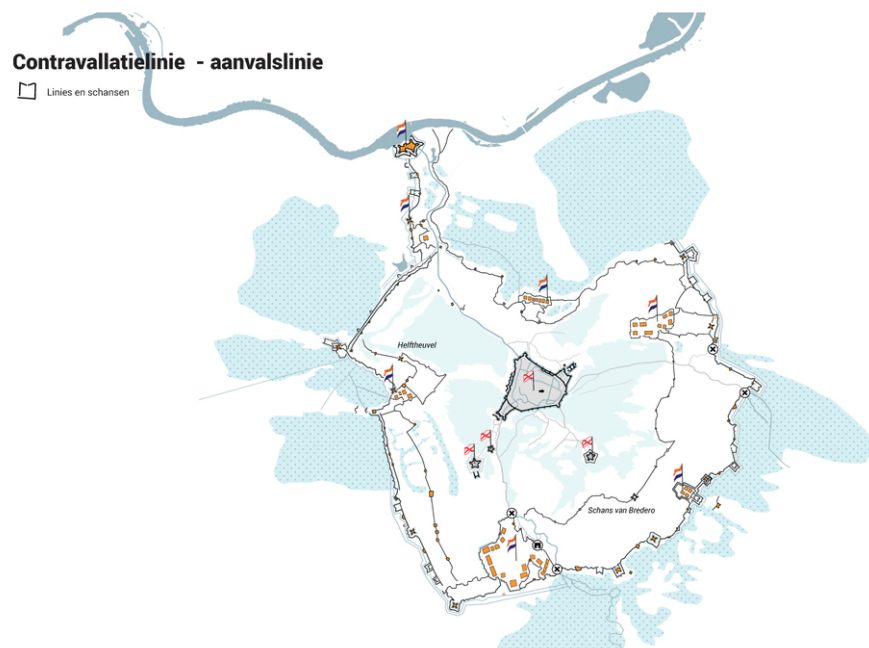 Contravallatielinie - aanvalslinie
Linies en schansen
Helftheuvel
Schans van Bredero